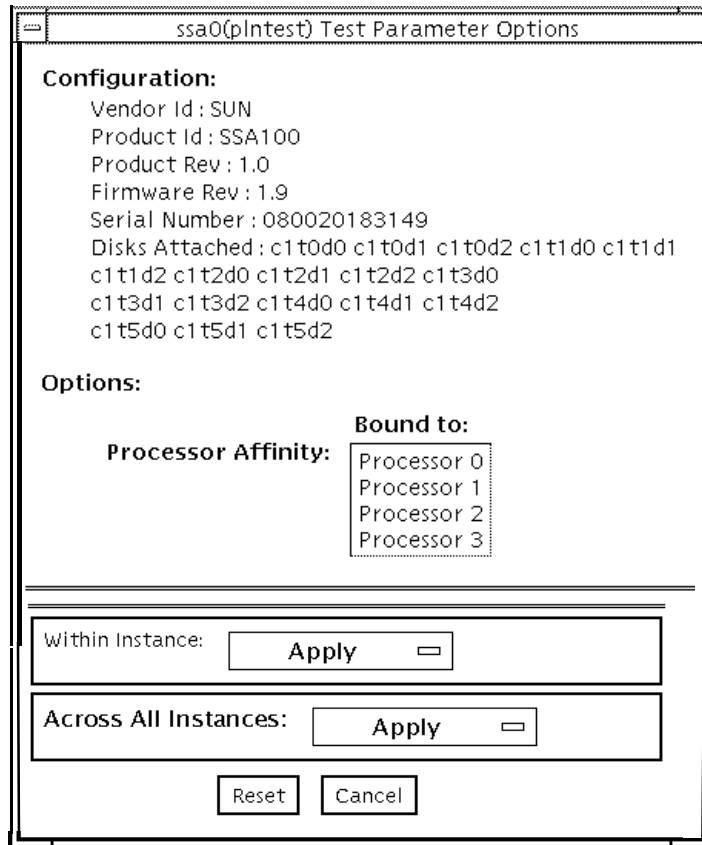 ssa0(plntest) Test Parameter Options
Configuration:
Vendor Id : SUN
Product Id : SSA100
Product Rev : 1.0
Firmware Rev : 1.9
Serial Number : 080020183149
Disks Attached : c1t0d0 c1t0d1 c1t0d2 c1t1d0 c1t1d1
c1t1d2 c1t2d0 c1t2d1 c1t2d2 c1t3d0
c1t3d1 c1t3d2 c1t4d0 c1t4d1 c1t4d2
c1t5d0 c1t5d1 c1t5d2
Options:
Bound to:
Processor Affinity:
Processor 0
Processor 1
Processor 2
Processor 3
Within Instance: Apply
Across All Instances: Apply
Reset Cancel